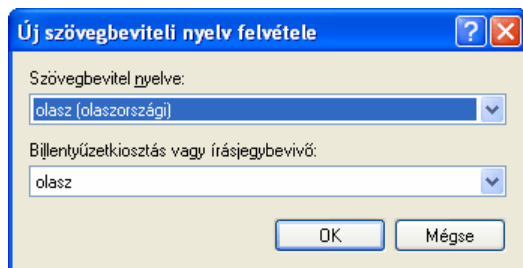 Új szövegbeviteli nyelv felvétele
Szövegbevitel nyelve:
olasz (olaszországi)
Billentyűzetkiosztás vagy írásjegybevivő:
olasz
OK Mégse